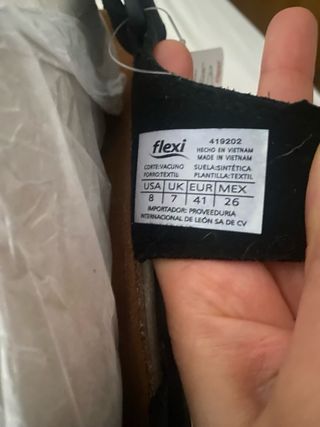 flexi
419202
HECHO EN VIETNAM
MADE IN VIETNAM
CORTE:VACUNO SUELA:SINTÉTICA
FORRO:TEXTIL PLANTILLA:TEXTIL
USA UK EUR MEX
8 7 41 26
IMPORTADOR: PROVEEDURIA
INTERNACIONAL DE LEÓN SA DE CV